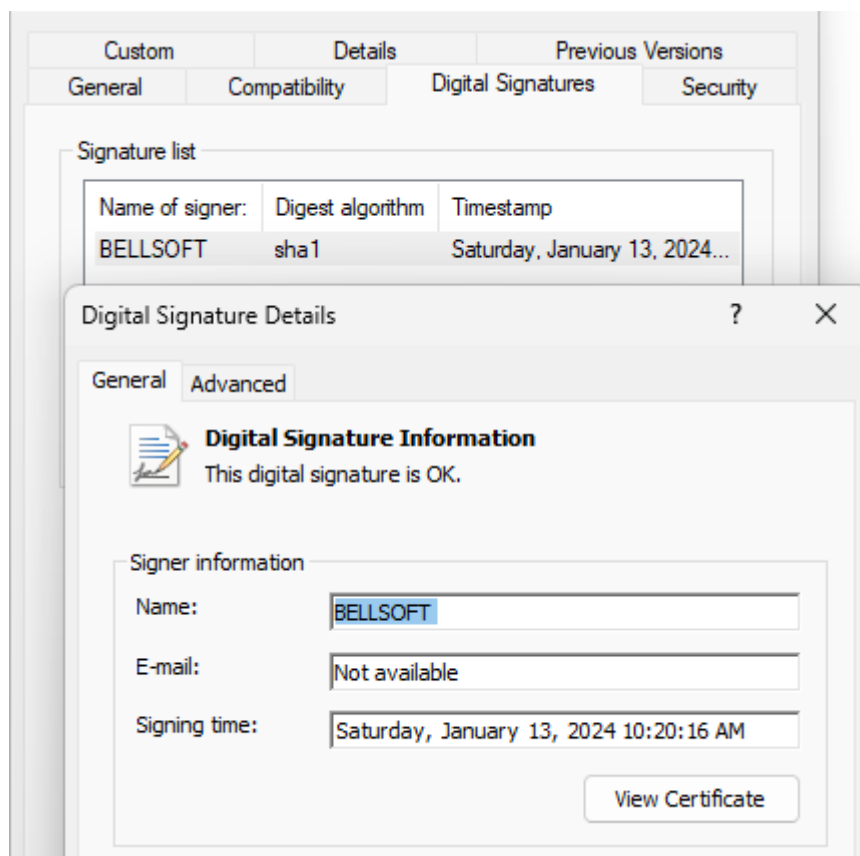 Custom Details Previous Versions
General Compatibility Digital Signatures Security
Signature list
Name of signer: Digest algorithm Timestamp
BELLSOFT sha1 Saturday, January 13, 2024...
Digital Signature Details ?
General Advanced
Digital Signature Information
This digital signature is OK.
Signer information
Name: BELLSOFT
E-mail: Not available
Signing time: Saturday, January 13, 2024 10:20:16 AM
View Certificate